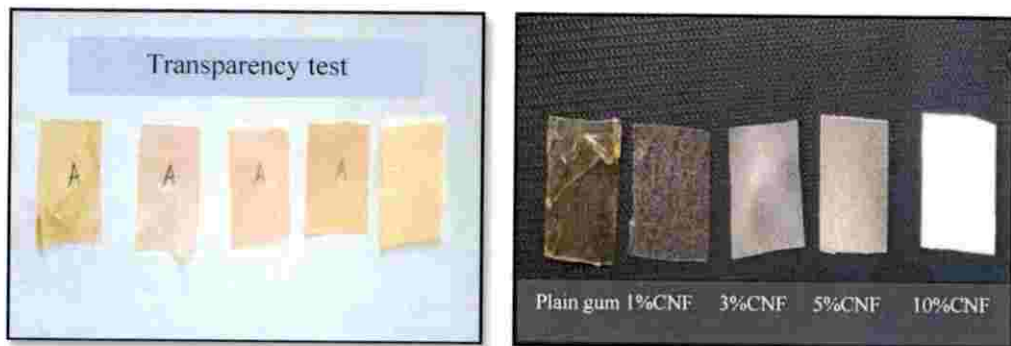 Transparency test
A A A A
Plain gum 1%CNF 3%CNF 5%CNF 10%CNF